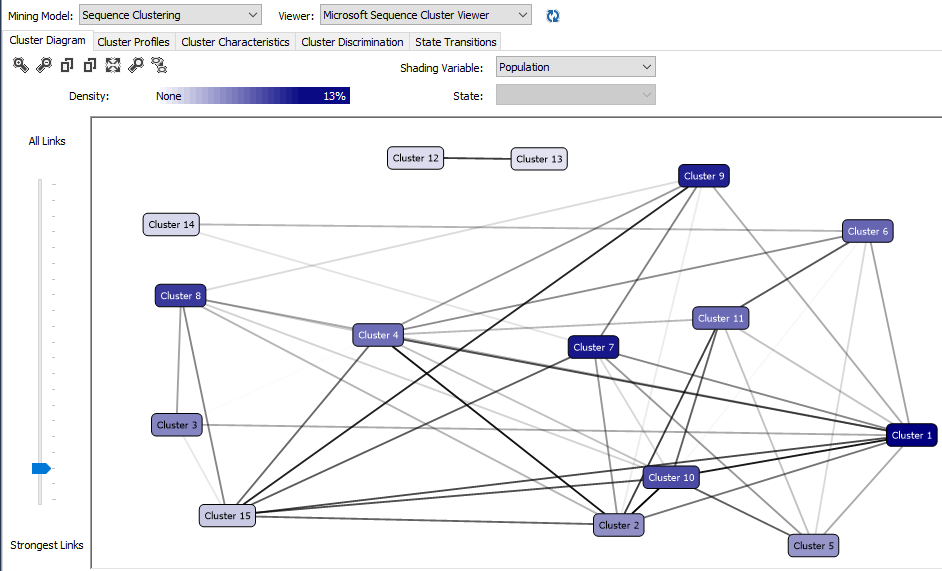 Mining Model: Sequence Clustering Viewer: Microsoft Sequence Cluster Viewer
Cluster Diagram Cluster Profiles Cluster Characteristics Cluster Discrimination State Transitions
Shading Variable: Population
Density: None 13% State:
All Links
Cluster 12 Cluster 13
Cluster 9
Cluster 14 Cluster 6
Cluster 8
Cluster 11
Cluster 4
Cluster 7
Cluster 3 Cluster 1
Cluster 10
Cluster 15 Cluster 2
Strongest Links Cluster 5